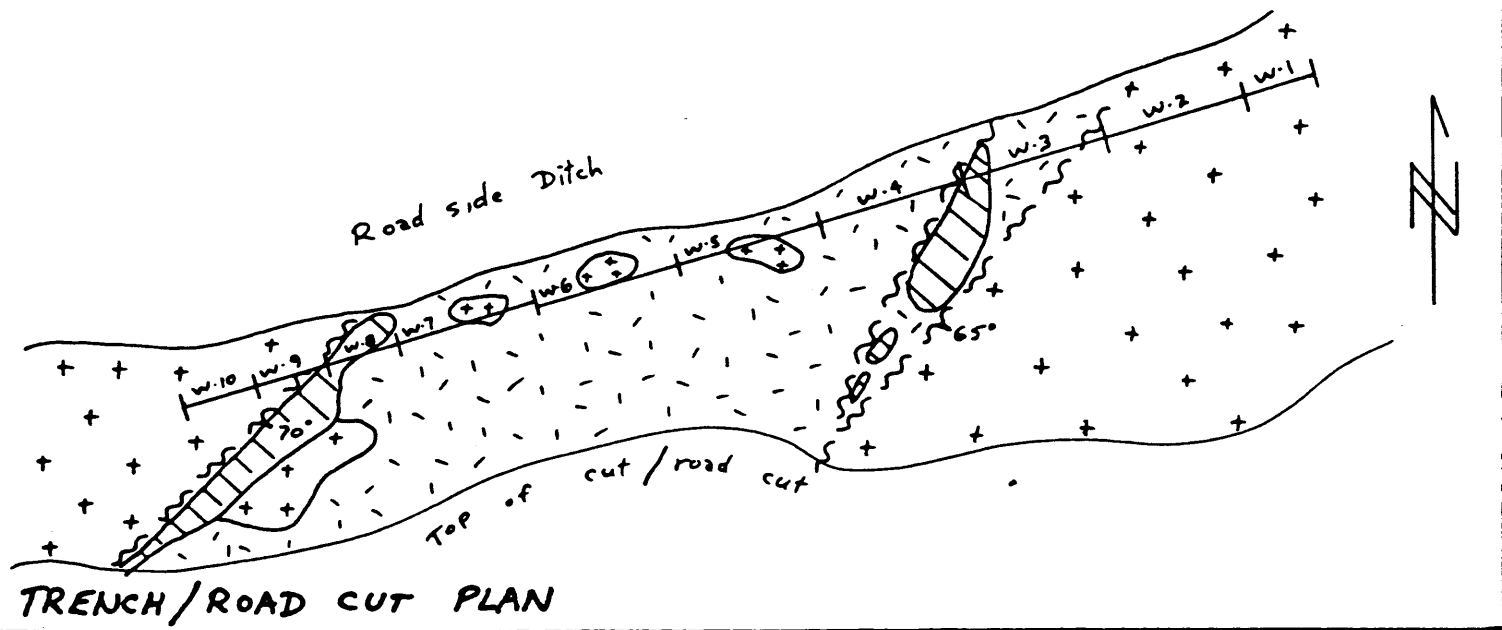 W-1
W-2
W-3
W-4
Road side Ditch
W-5
W-6
W-7
W-8
W-9
W-10
65°
70°
N
Top of cut/road cut
TRENCH/ROAD CUT PLAN